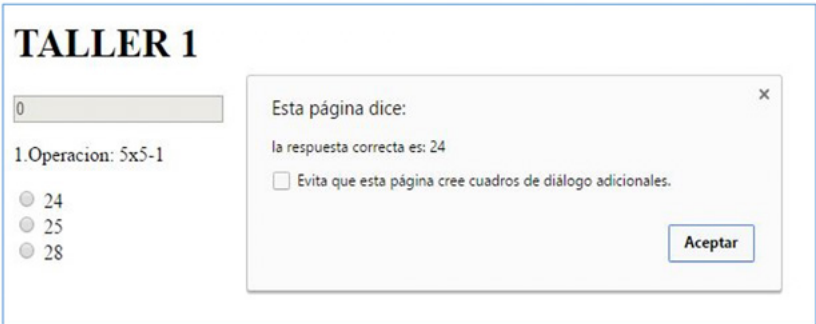 TALLER 1
0
1.Operacion: 5x5-1
24
25
28
Esta página dice:
×
la respuesta correcta es: 24
Evita que esta página cree cuadros de diálogo adicionales.
Aceptar